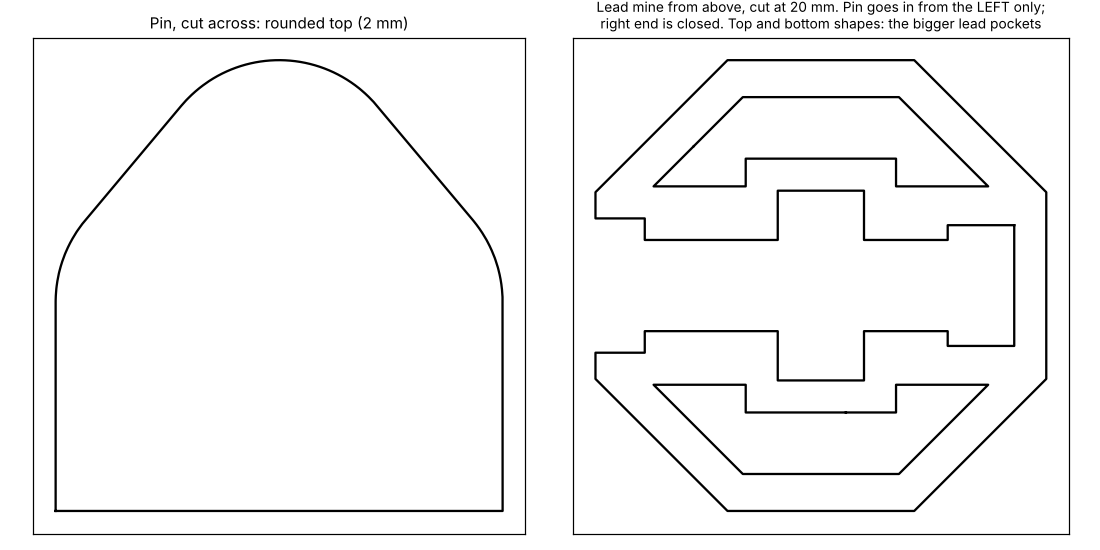 Pin, cut across: rounded top (2 mm)
Lead mine from above, cut at 20 mm. Pin goes in from the LEFT only;
right end is closed. Top and bottom shapes: the bigger lead pockets